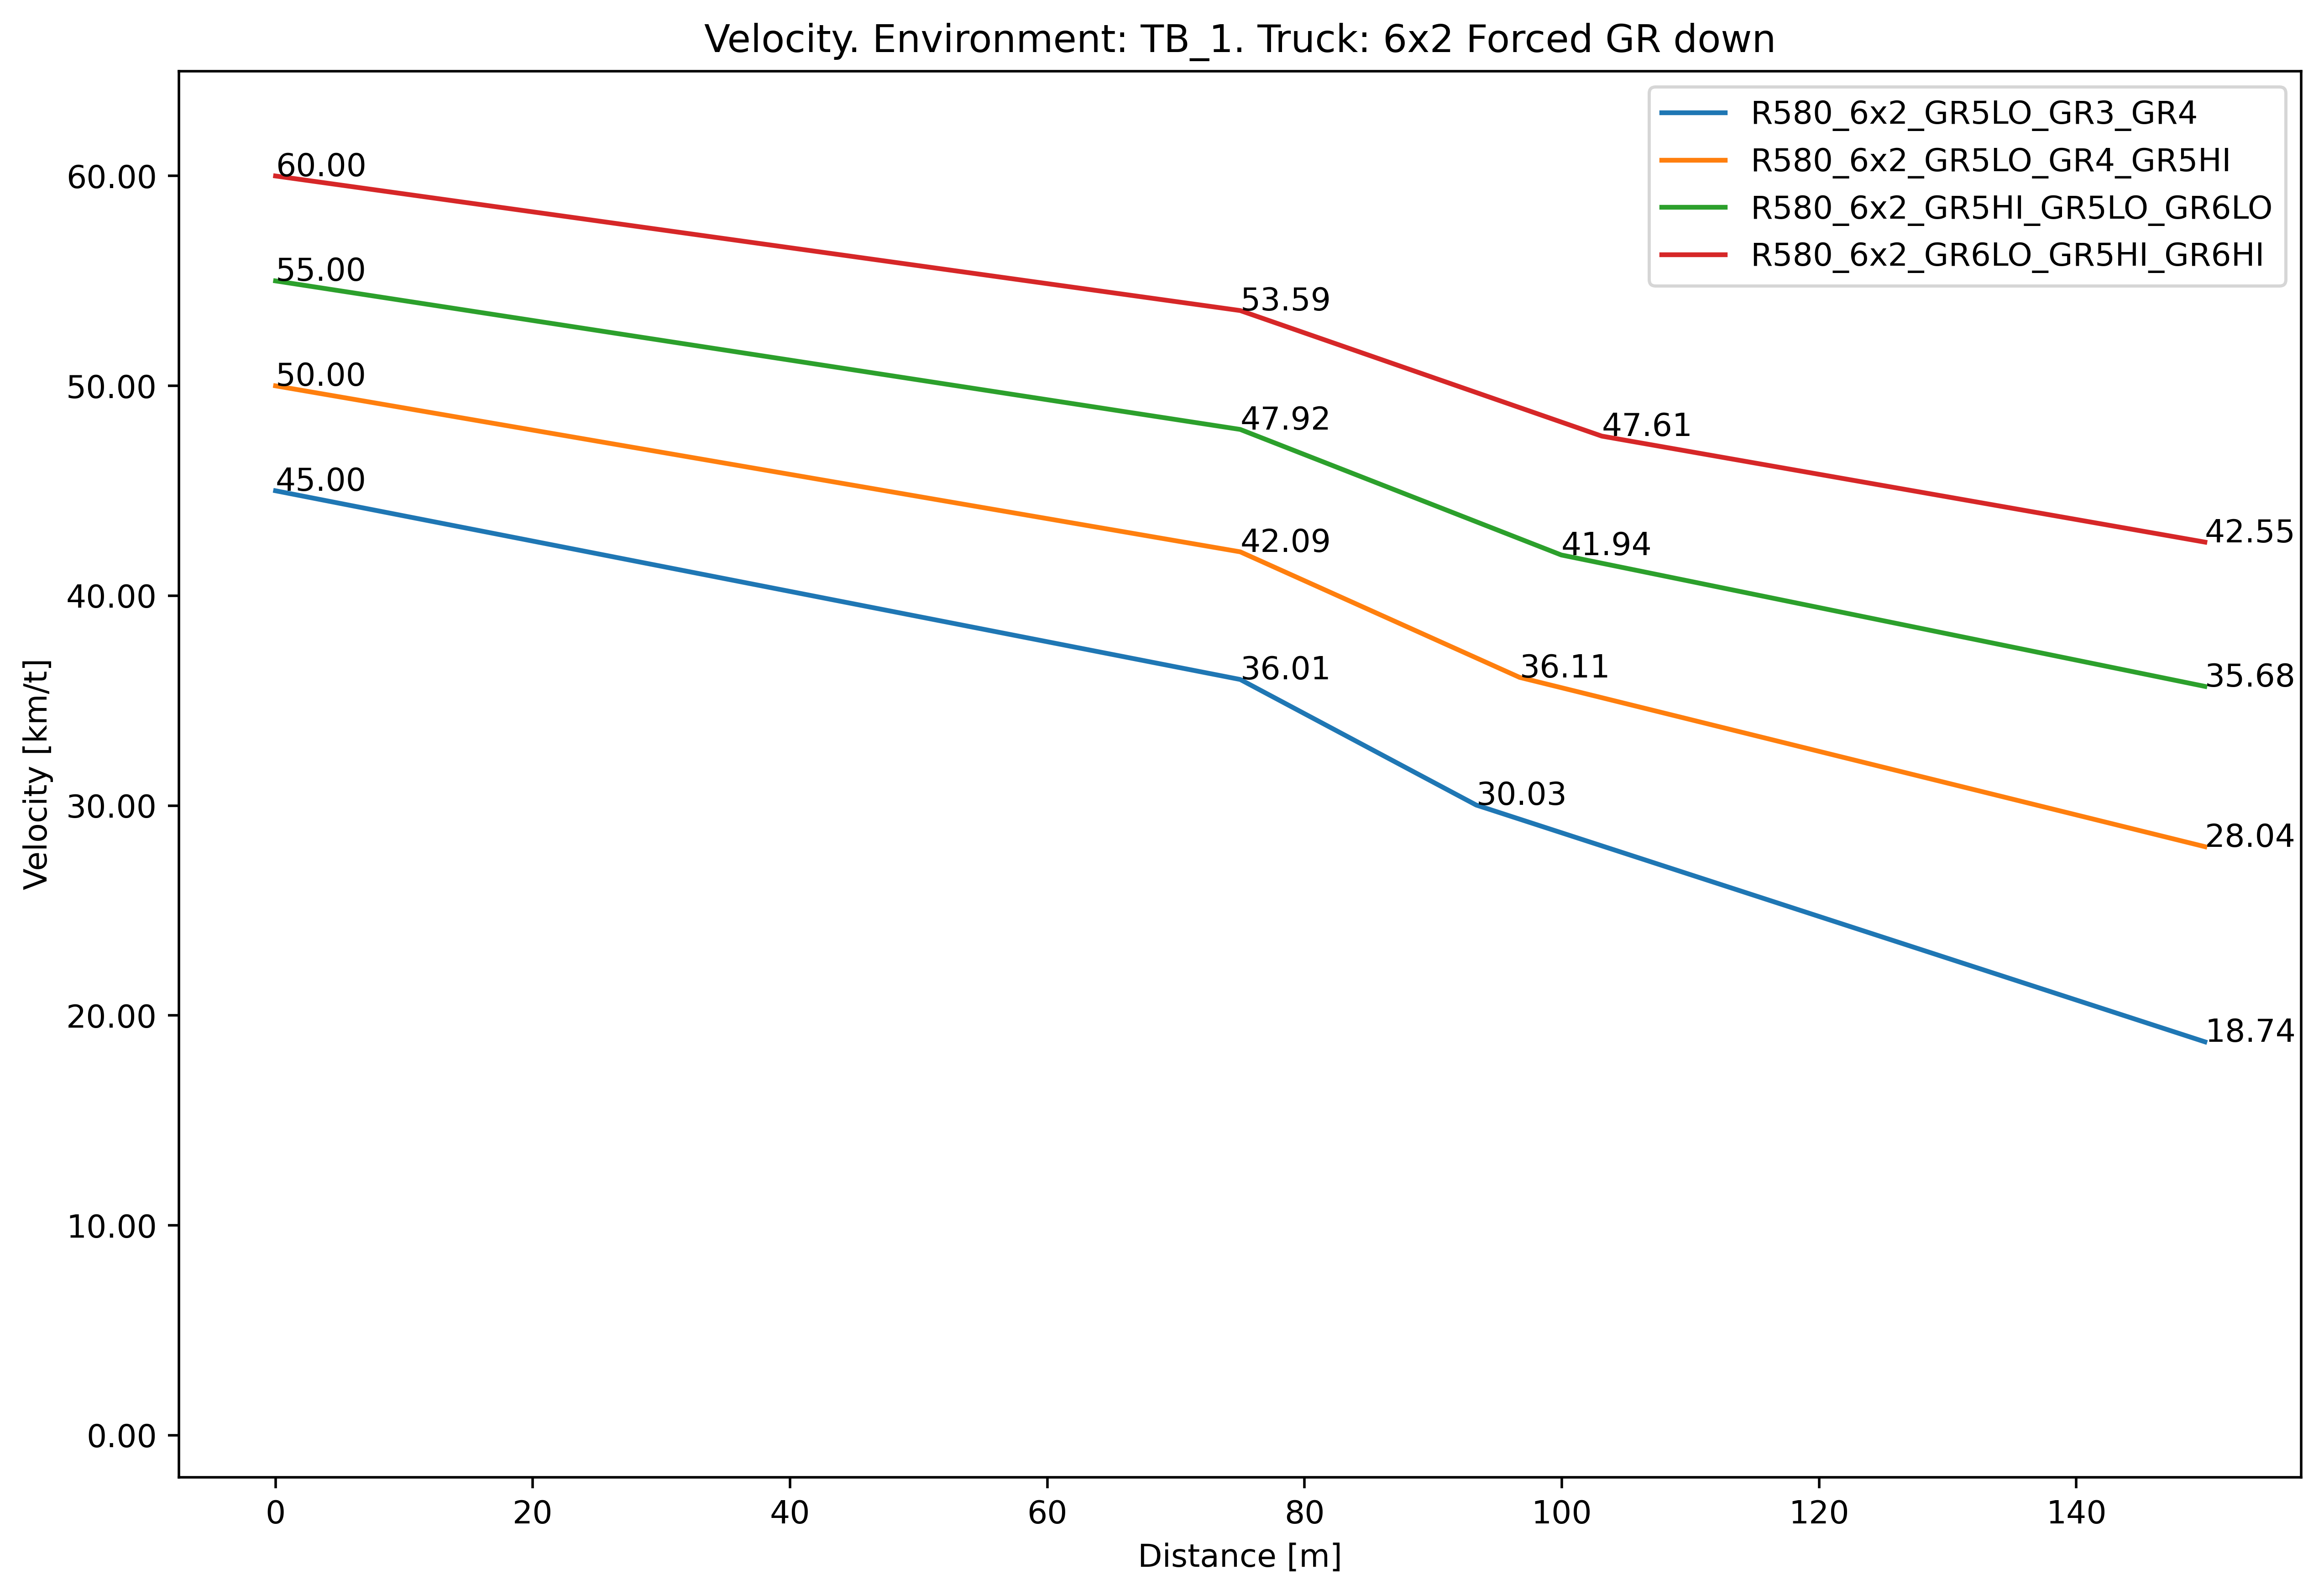 Velocity. Environment: TB_1. Truck: 6x2 Forced GR down
R580_6x2_GR5LO_GR3_GR4
R580_6x2_GR5LO_GR4_GR5HI
R580_6x2_GR5HI_GR5LO_GR6LO
R580_6x2_GR6LO_GR5HI_GR6HI
Velocity [km/t]
60.00
50.00
40.00
30.00
20.00
10.00
0.00
60.00
53.59
47.61
42.55
55.00
47.92
41.94
35.68
50.00
42.09
36.11
28.04
45.00
36.01
30.03
18.74
0 20 40 60 80 100 120 140
Distance [m]